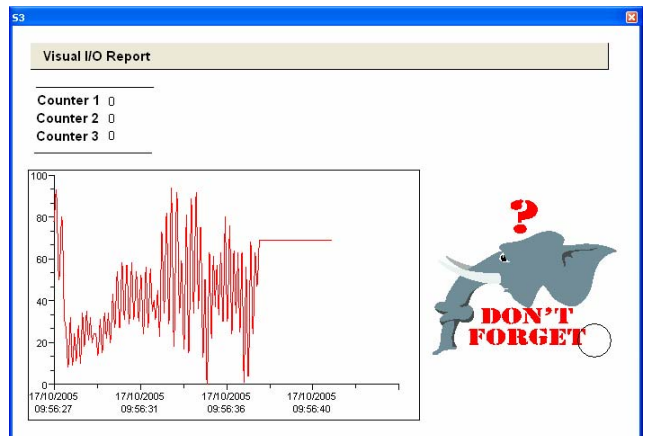 S3
Visual I/O Report
Counter 1 0
Counter 2 0
Counter 3 0
100
80
60
40
20
0
17/10/2005 17/10/2005 17/10/2005 17/10/2005
09:56:27 09:56:31 09:56:36 09:56:40
?
DON'T
FORGET